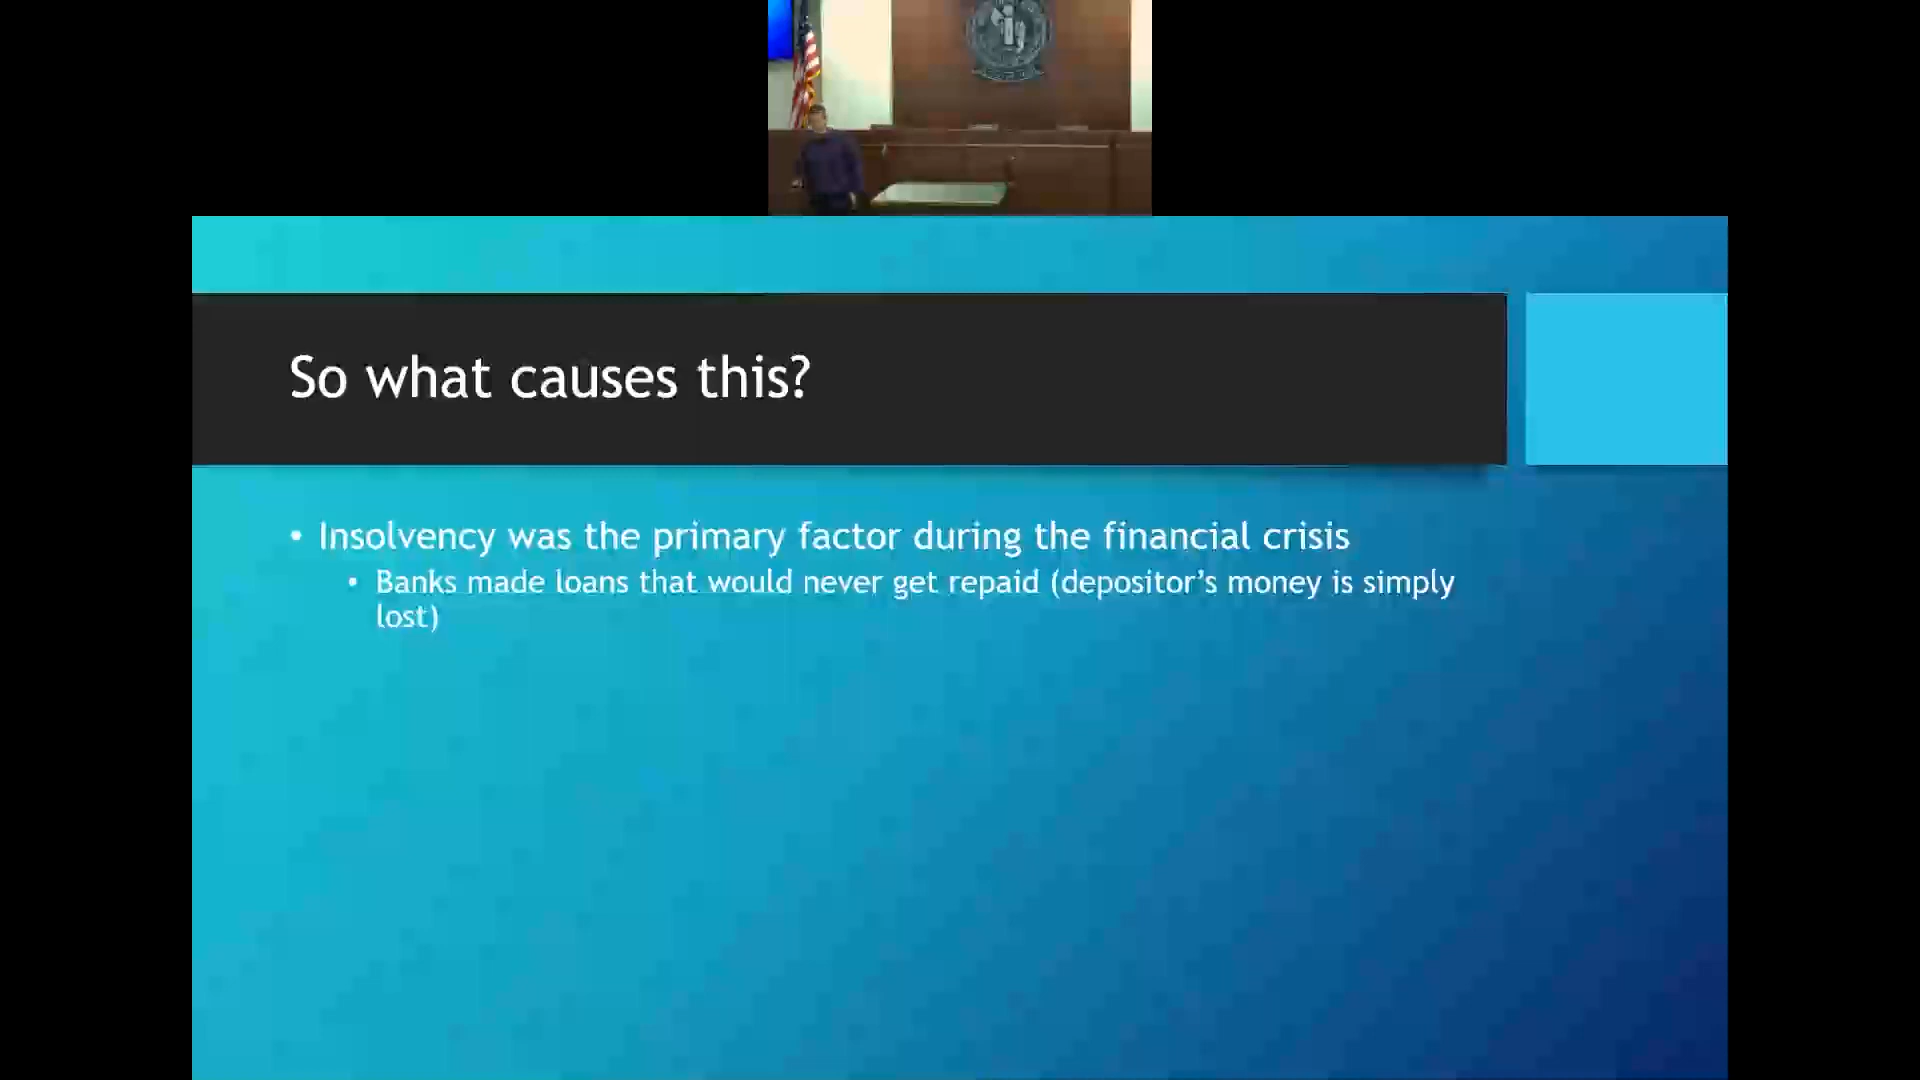 So what causes this?
• Insolvency was the primary factor during the financial crisis
• Banks made loans that would never get repaid (depositor's money is simply
lost)